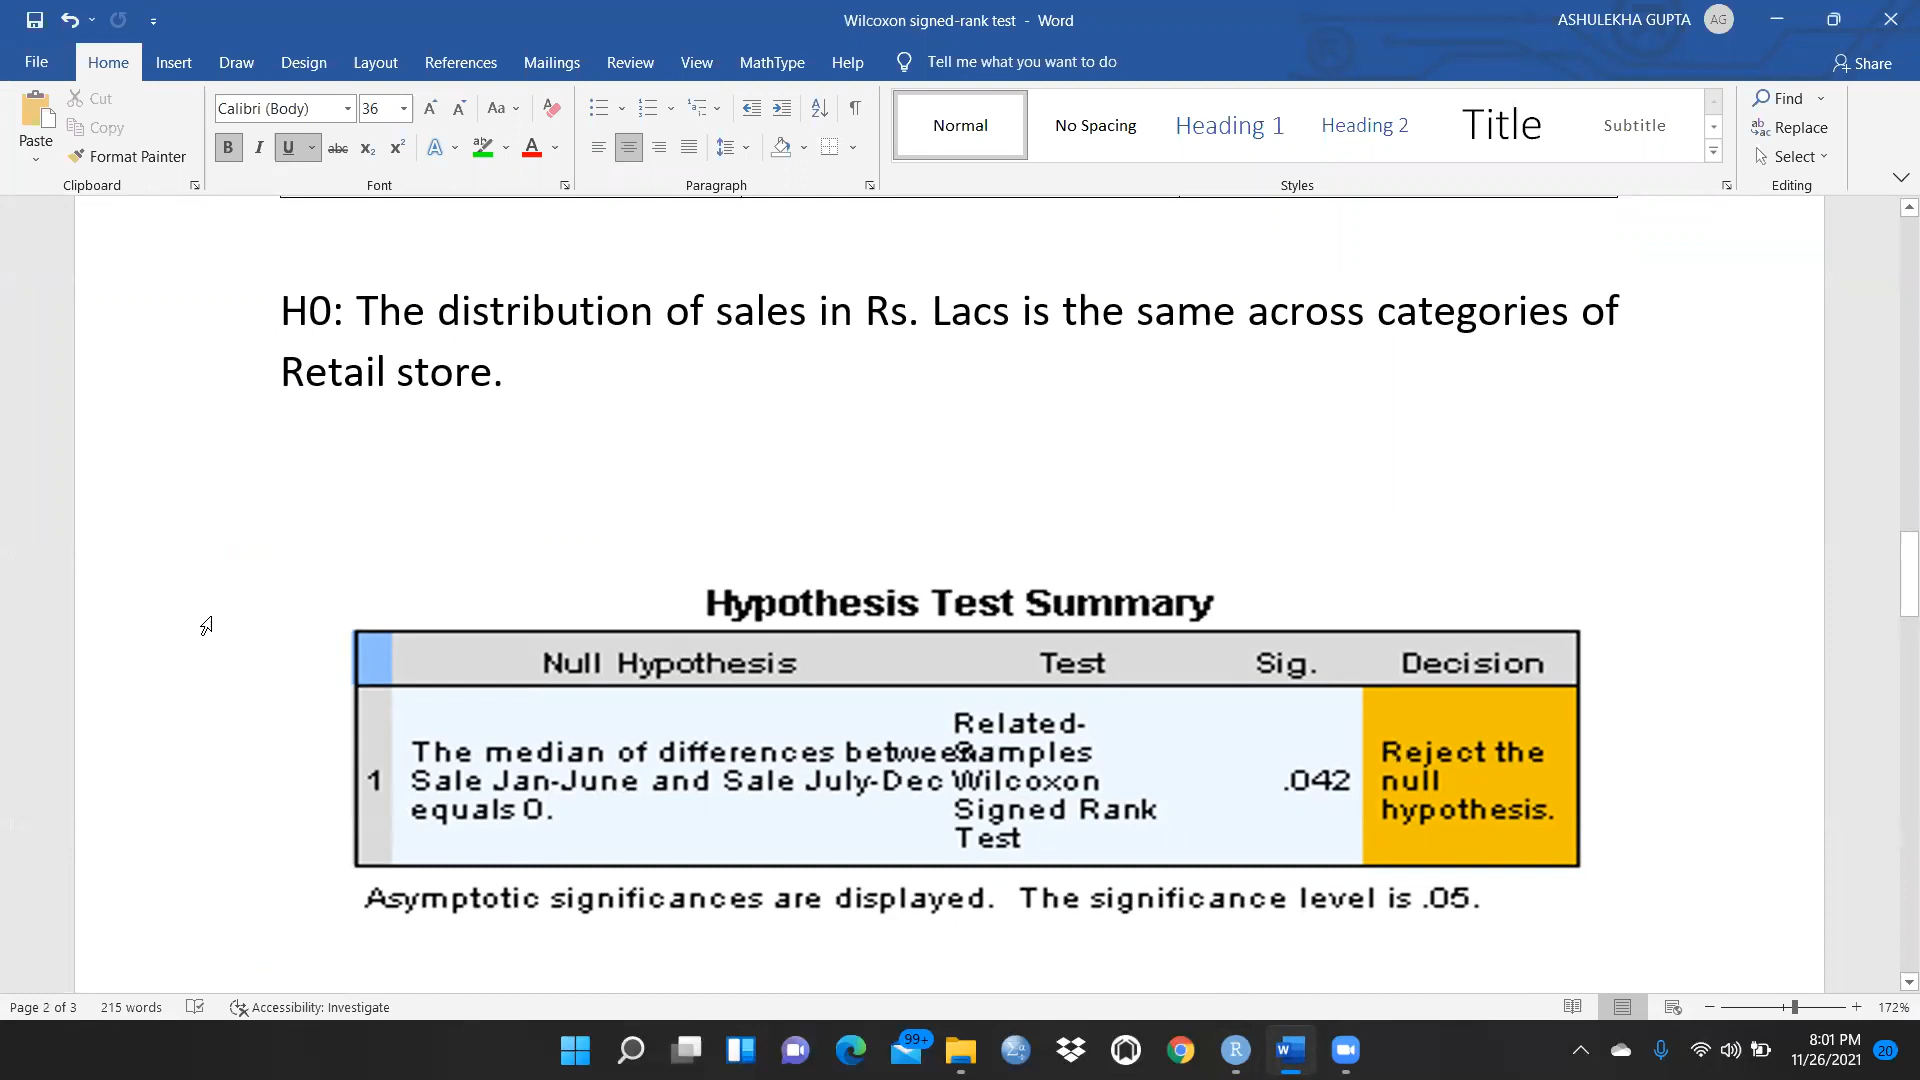 Wilcoxon signed-rank test - Word
ASHULEKHA GUPTA AG
File Home Insert Draw Design Layout References Mailings Review View MathType Help Tell me what you want to do Share
Cut
Copy
Paste
Format Painter
Clipboard
Calibri (Body) 36
Font
Paragraph
Normal No Spacing Heading 1 Heading 2 Title Subtitle
Styles
Find
Replace
Select
Editing
H0: The distribution of sales in Rs. Lacs is the same across categories of
Retail store.
Hypothesis Test Summary
Null Hypothesis Test Sig. Decision
1 The median of differences between Sale Jan-June and Sale July-Dec equals 0. Related-Samples Wilcoxon Signed Rank Test .042 Reject the null hypothesis.
Asymptotic significances are displayed. The significance level is .05.
Page 2 of 3 215 words Accessibility: Investigate 172%
99+
8:01 PM
11/26/2021 20